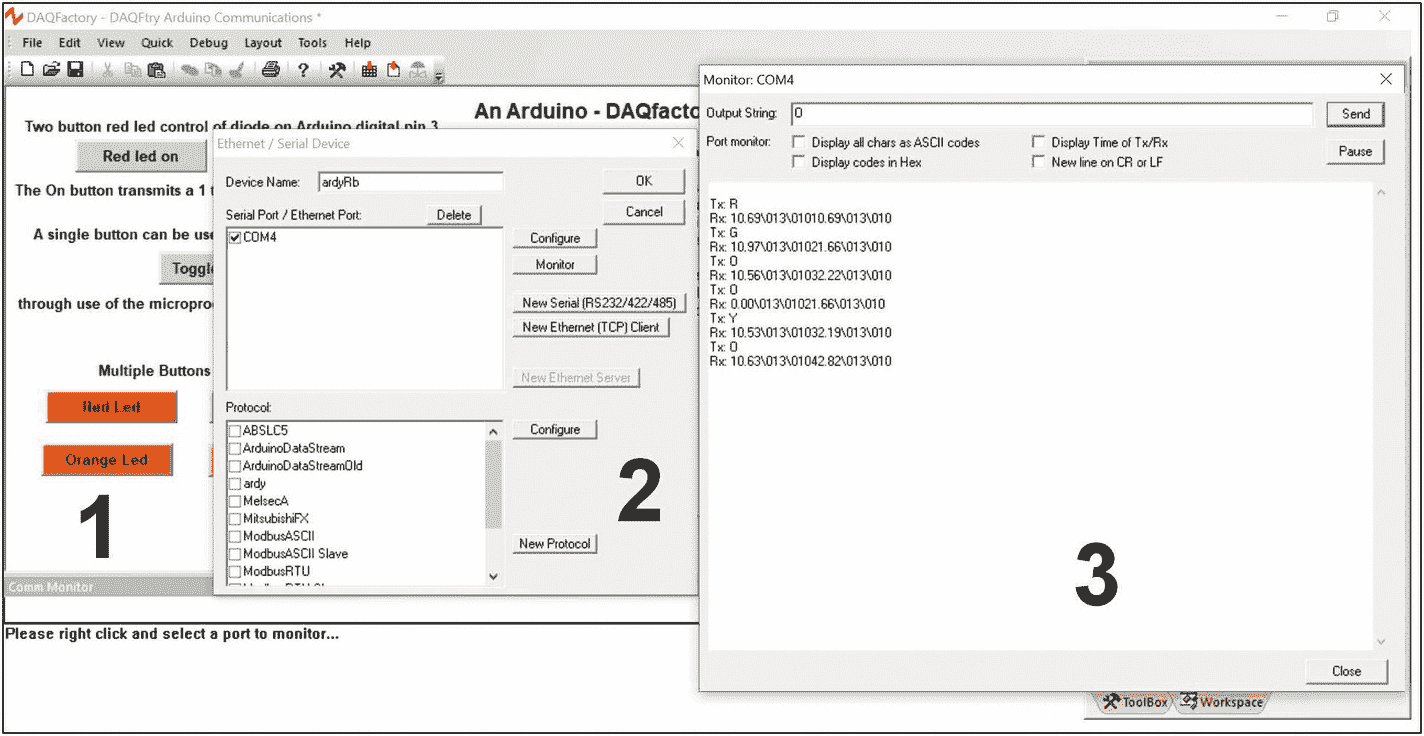 DAQFactory - DAQFtry Arduino Communications *
File Edit View Quick Debug Layout Tools Help
An Arduino - DAQfacto
Two button red led control of diode on Arduino digital pin 3
Red led on
The On button transmits a 1 t
A single button can be use
Toggle
through use of the micropro
Multiple Buttons
Red Led
Orange Led
1
Comm Monitor
Please right click and select a port to monitor...
Ethernet / Serial Device
Device Name: ardyRb
OK
Serial Port / Ethernet Port: Delete
Cancel
COM4
Configure
Monitor
New Serial (RS232/422/485)
New Ethernet (TCP) Client
New Ethernet Server
Protocol:
ABSLC5
Configure
ArduinoDataStream
ArduinoDataStreamOld
ardy
MelsecA
MitsubishiFX
ModbusASCII
New Protocol
ModbusASCII Slave
ModbusRTU
2
Monitor: COM4
Output String: O
Send
Port monitor: Display all chars as ASCII codes Display Time of Tx/Rx
Pause
Display codes in Hex New line on CR or LF
Tx: R
Rx: 10.69\013\01010.69\013\010
Tx: G
Rx: 10.97\013\01021.66\013\010
Tx: O
Rx: 10.56\013\01032.22\013\010
Tx: O
Rx: 0.00\013\01021.66\013\010
Tx: Y
Rx: 10.53\013\01032.19\013\010
Tx: O
Rx: 10.63\013\01042.82\013\010
3
Close
ToolBox Workspace